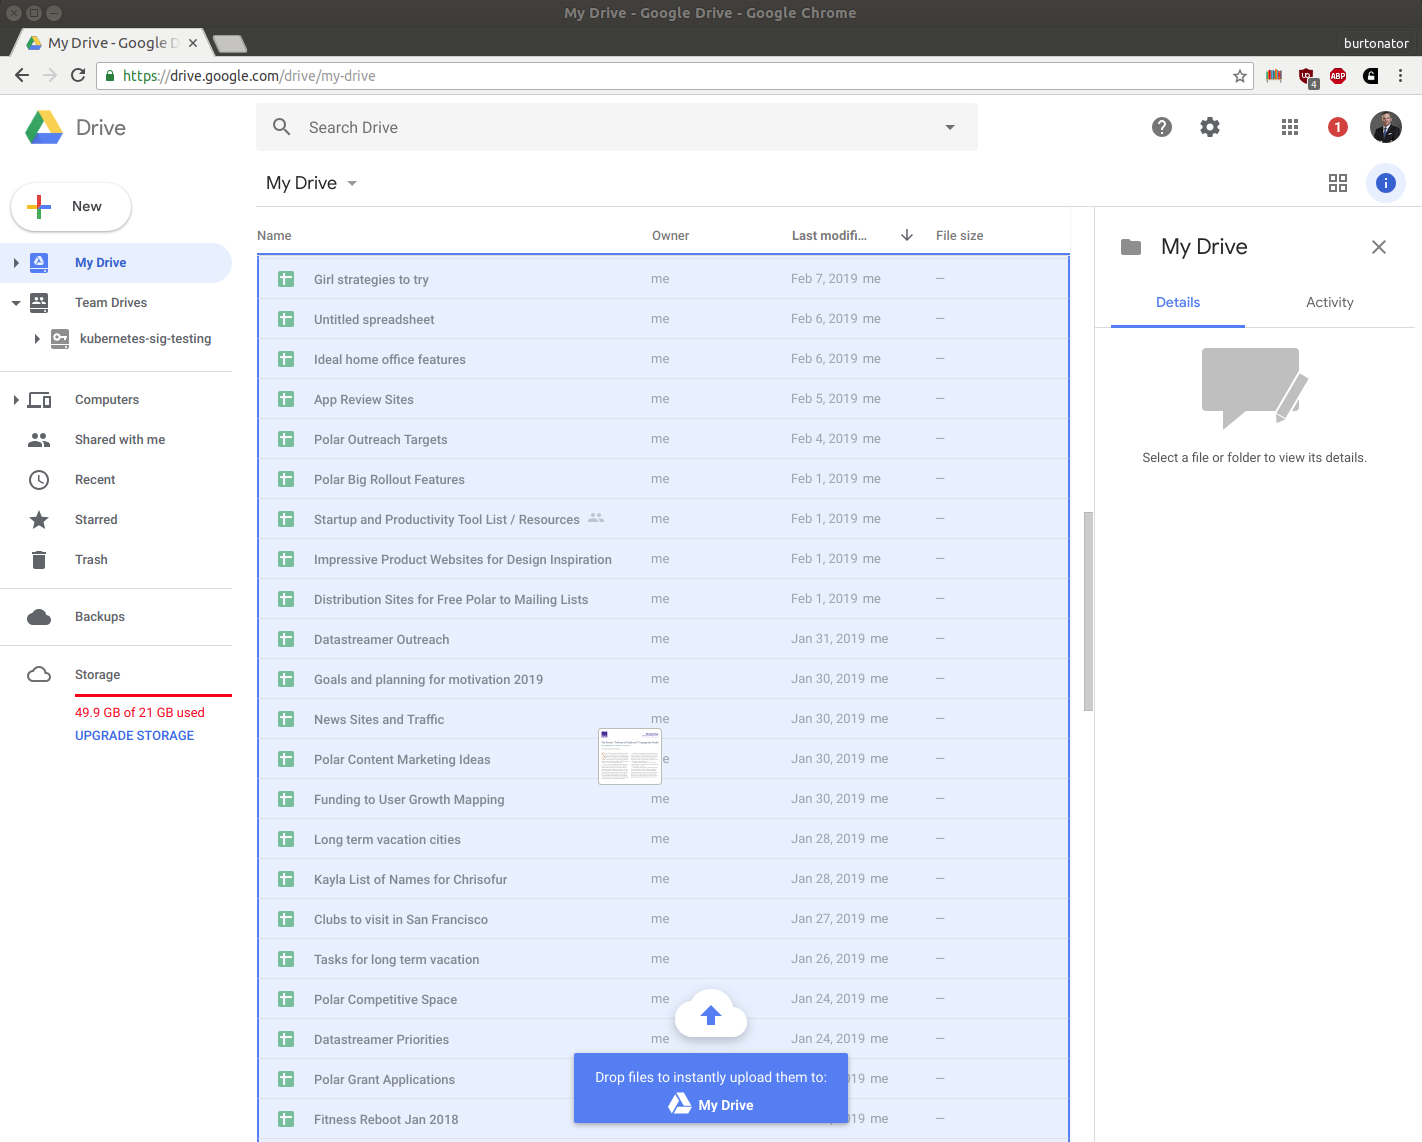 My Drive - Google Drive - Google Chrome
My Drive - Google D
burtonator
https://drive.google.com/drive/my-drive
4
ABP
Drive
Search Drive
1
My Drive
New
My Drive
Team Drives
kubernetes-sig-testing
Computers
Shared with me
Recent
Starred
Trash
Backups
Storage
49.9 GB of 21 GB used
UPGRADE STORAGE
Name Owner Last modifi... File size
Girl strategies to try me Feb 7, 2019 me —
Untitled spreadsheet me Feb 6, 2019 me —
Ideal home office features me Feb 6, 2019 me —
App Review Sites me Feb 5, 2019 me —
Polar Outreach Targets me Feb 4, 2019 me —
Polar Big Rollout Features me Feb 1, 2019 me —
Startup and Productivity Tool List / Resources me Feb 1, 2019 me —
Impressive Product Websites for Design Inspiration me Feb 1, 2019 me —
Distribution Sites for Free Polar to Mailing Lists me Feb 1, 2019 me —
Datastreamer Outreach me Jan 31, 2019 me —
Goals and planning for motivation 2019 me Jan 30, 2019 me —
News Sites and Traffic me Jan 30, 2019 me —
Polar Content Marketing Ideas e Jan 30, 2019 me —
Funding to User Growth Mapping me Jan 30, 2019 me —
Long term vacation cities me Jan 28, 2019 me —
Kayla List of Names for Chrisofur me Jan 28, 2019 me —
Clubs to visit in San Francisco me Jan 27, 2019 me —
Tasks for long term vacation me Jan 26, 2019 me —
Polar Competitive Space me Jan 24, 2019 me —
Datastreamer Priorities me Jan 24, 2019 me —
Polar Grant Applications 019 me —
Fitness Reboot Jan 2018 019 me —
Drop files to instantly upload them to:
My Drive
My Drive
Details Activity
Select a file or folder to view its details.